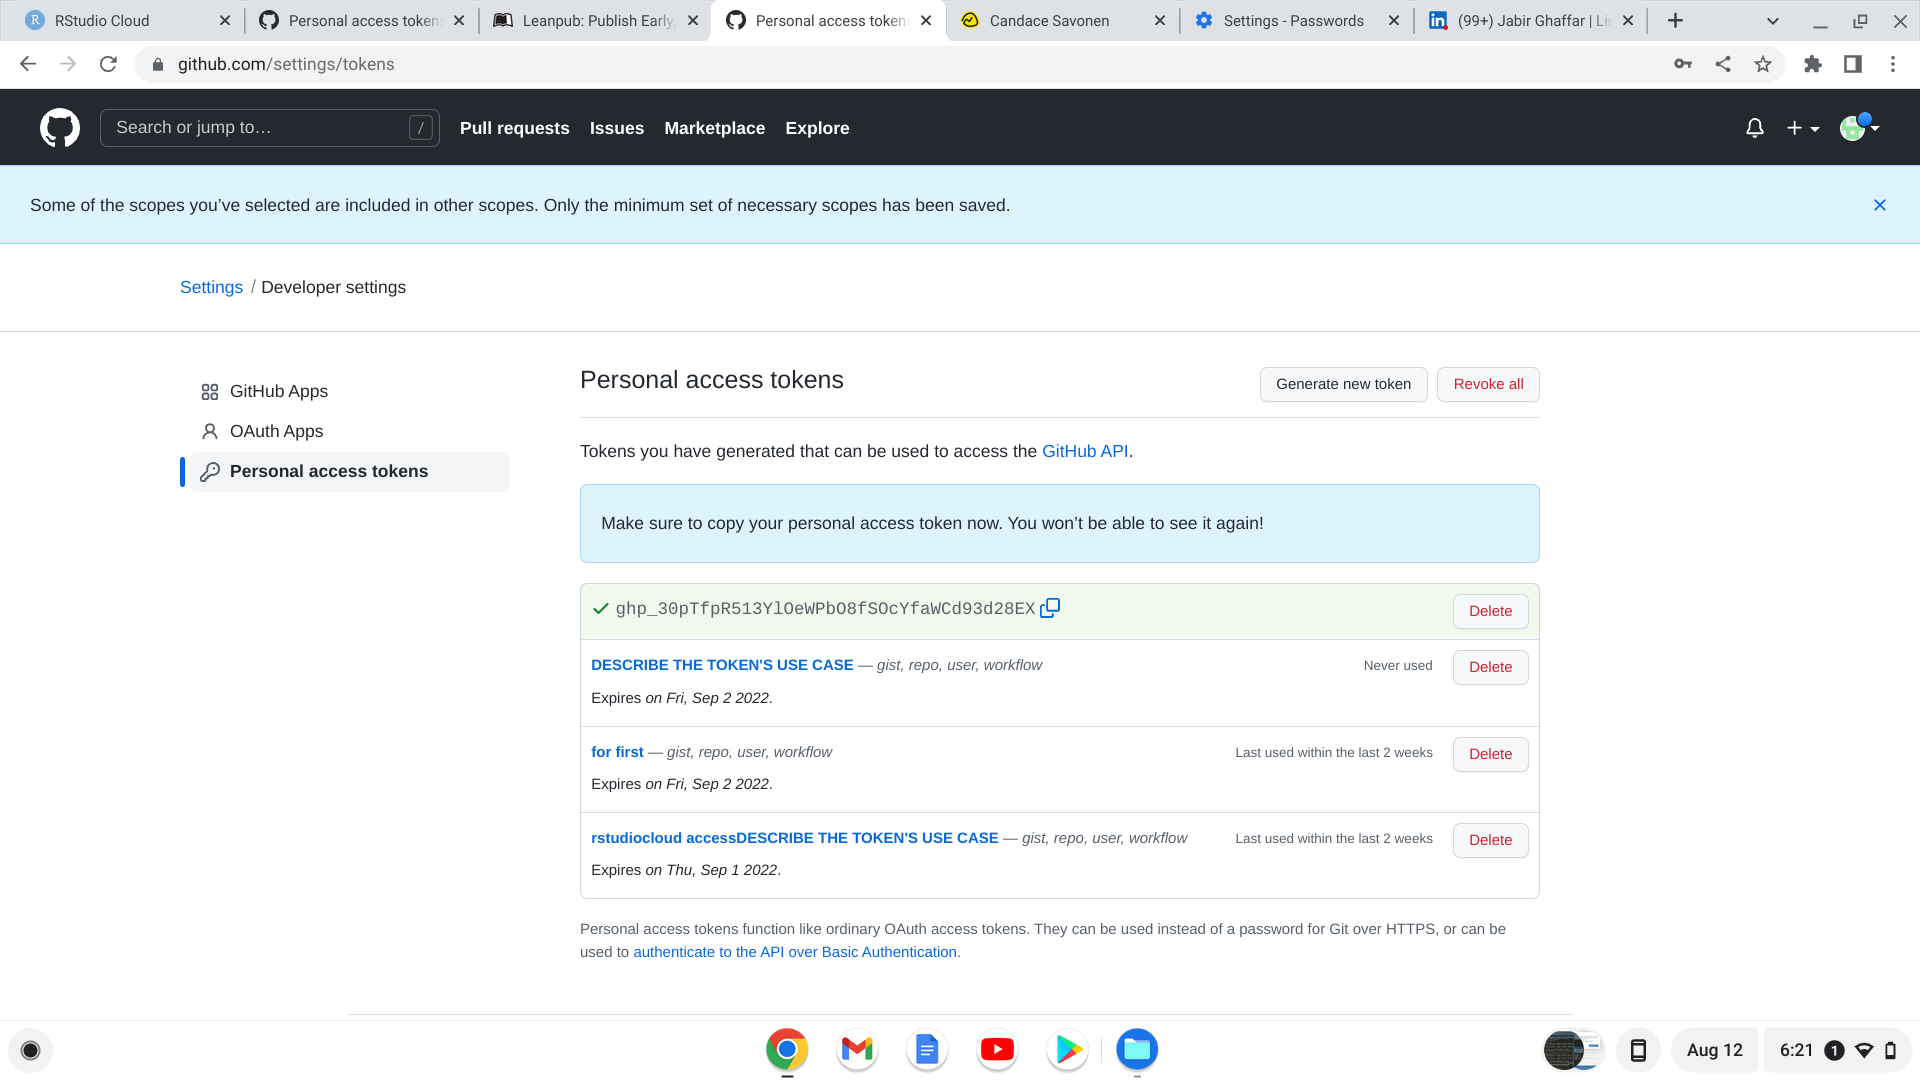 RStudio Cloud
Personal access token
Leanpub: Publish Early,
Personal access token
Candace Savonen
Settings - Passwords
(99+) Jabir Ghaffar | Li
github.com/settings/tokens
Search or jump to…
/
Pull requests
Issues
Marketplace
Explore
Some of the scopes you’ve selected are included in other scopes. Only the minimum set of necessary scopes has been saved.
Settings / Developer settings
GitHub Apps
OAuth Apps
Personal access tokens
Personal access tokens
Generate new token
Revoke all
Tokens you have generated that can be used to access the GitHub API.
Make sure to copy your personal access token now. You won’t be able to see it again!
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
Delete
DESCRIBE THE TOKEN'S USE CASE — gist, repo, user, workflow
Never used
Delete
Expires on Fri, Sep 2 2022.
for first — gist, repo, user, workflow
Last used within the last 2 weeks
Delete
Expires on Fri, Sep 2 2022.
rstudiocloud accessDESCRIBE THE TOKEN'S USE CASE — gist, repo, user, workflow
Last used within the last 2 weeks
Delete
Expires on Thu, Sep 1 2022.
Personal access tokens function like ordinary OAuth access tokens. They can be used instead of a password for Git over HTTPS, or can be
used to authenticate to the API over Basic Authentication.
Aug 12
6:21
1